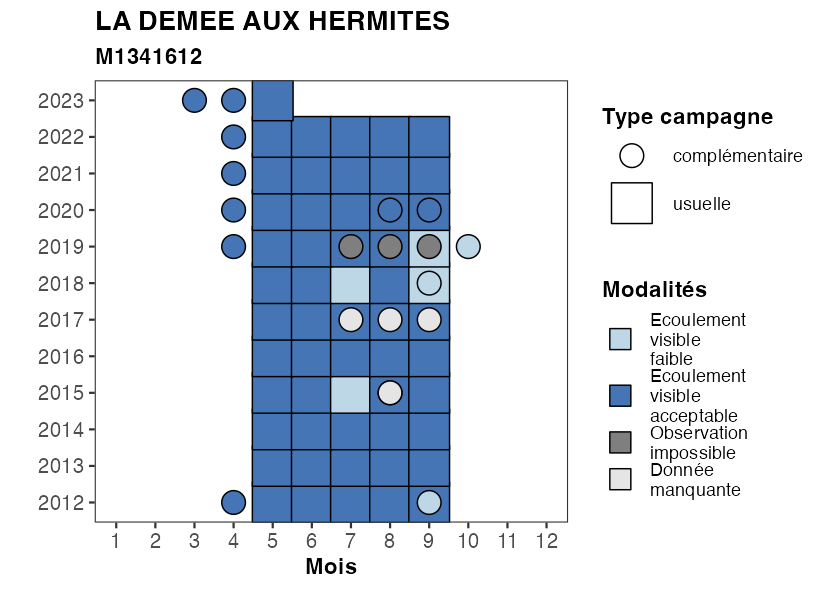 LA DEMEE AUX HERMITES
M1341612
2023
2022
2021
2020
2019
2018
2017
2016
2015
2014
2013
2012
1 2 3 4 5 6 7 8 9 10 11 12
Mois
Type campagne
complémentaire
usuelle
Modalités
Ecoulement
visible
faible
Ecoulement
visible
acceptable
Observation
impossible
Donnée
manquante